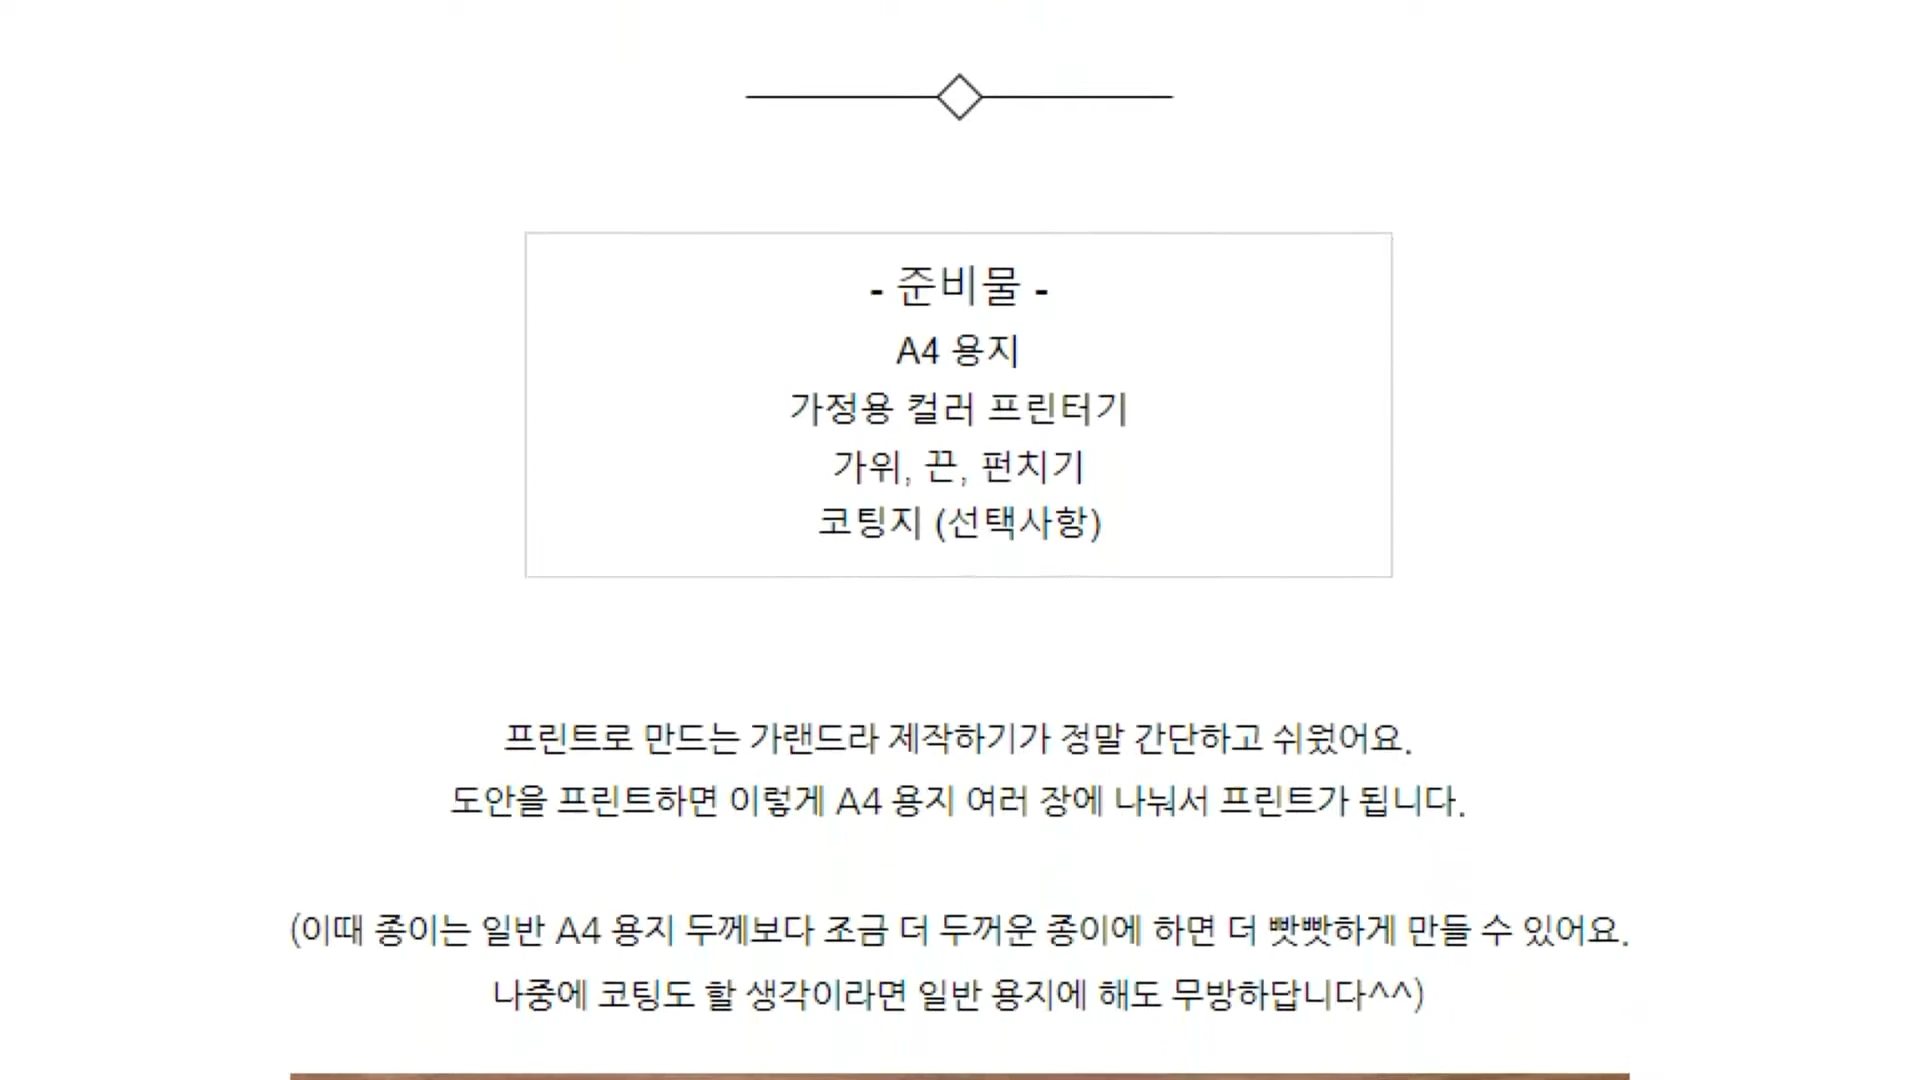 - 준비물 -
A4 용지
가정용 컬러 프린터기
가위, 끈, 펀치기
코팅지 (선택사항)
프린트로 만드는 가랜드라 제작하기가 정말 간단하고 쉬웠어요.
도안을 프린트하면 이렇게 A4 용지 여러 장에 나눠서 프린트가 됩니다.
(이때 종이는 일반 A4 용지 두께보다 조금 더 두꺼운 종이에 하면 더 빳빳하게 만들 수 있어요.
나중에 코팅도 할 생각이라면 일반 용지에 해도 무방하답니다^^)